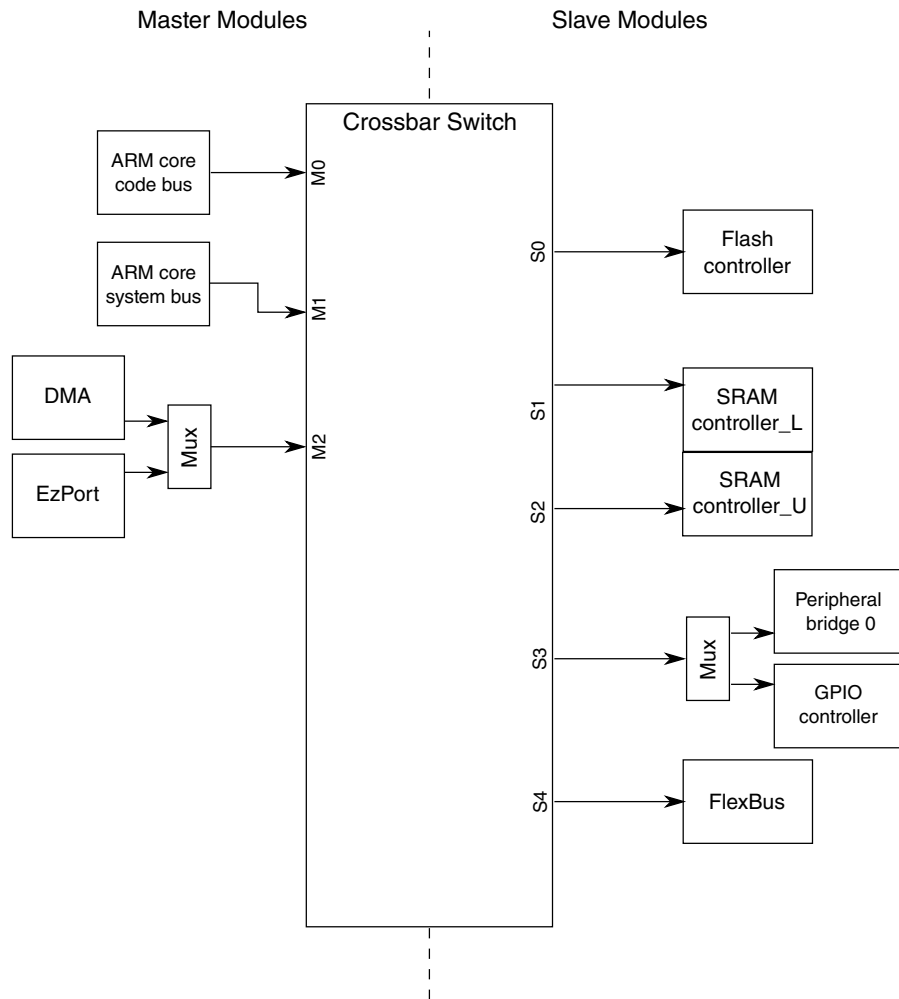 Master Modules
Slave Modules
Crossbar Switch
ARM core
code bus
M0
ARM core
system bus
M1
DMA
EzPort
Mux
M2
S0
Flash
controller
S1
SRAM
controller_L
S2
SRAM
controller_U
S3
Mux
Peripheral
bridge 0
GPIO
controller
S4
FlexBus